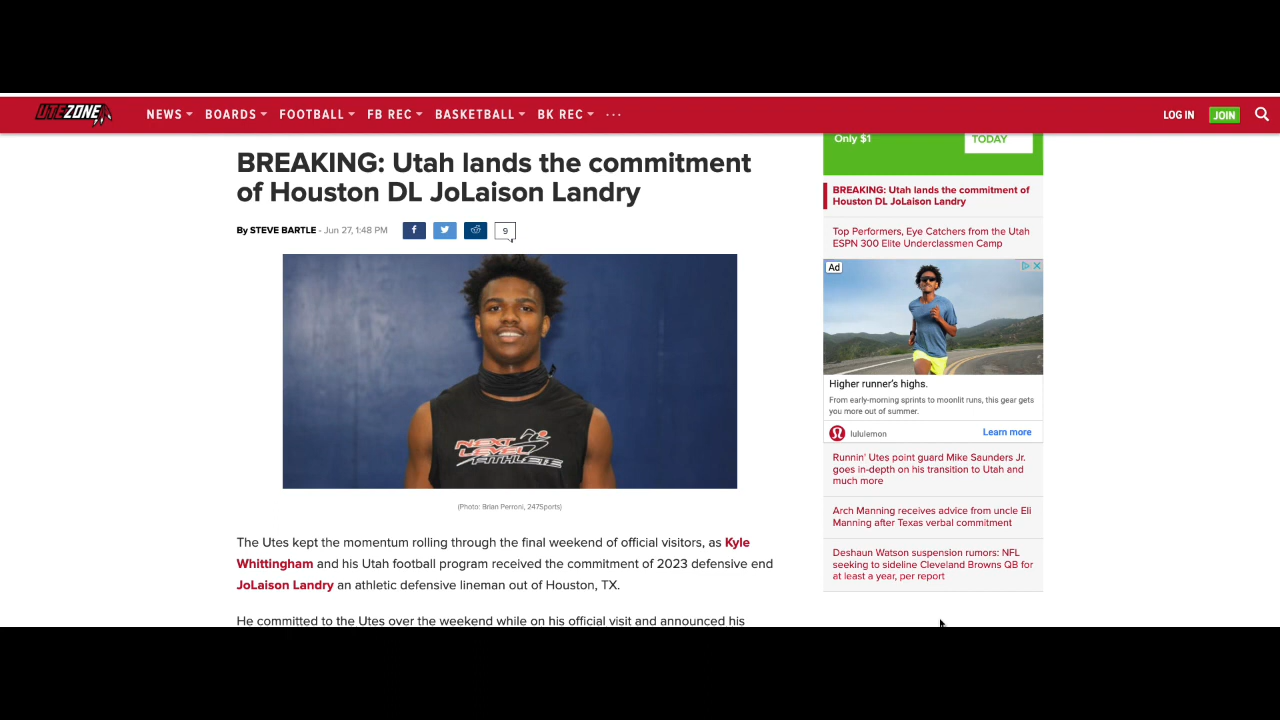 UTEZONE
NEWS BOARDS FOOTBALL FB REC BASKETBALL BK REC ...
LOG IN JOIN
BREAKING: Utah lands the commitment
of Houston DL JoLaison Landry
By STEVE BARTLE - Jun 27, 1:48 PM
9
NEXT
LEVEL
ATHLETE
(Photo: Brian Perroni, 247Sports)
The Utes kept the momentum rolling through the final weekend of official visitors, as Kyle
Whittingham and his Utah football program received the commitment of 2023 defensive end
JoLaison Landry an athletic defensive lineman out of Houston, TX.
He committed to the Utes over the weekend while on his official visit and announced his
Only $1
TODAY
BREAKING: Utah lands the commitment of
Houston DL JoLaison Landry
Top Performers, Eye Catchers from the Utah
ESPN 300 Elite Underclassmen Camp
Ad
Higher runner's highs.
From early-morning sprints to moonlit runs, this gear gets
you more out of summer.
lululemon
Learn more
Runnin' Utes point guard Mike Saunders Jr.
goes in-depth on his transition to Utah and
much more
Arch Manning receives advice from uncle Eli
Manning after Texas verbal commitment
Deshaun Watson suspension rumors: NFL
seeking to sideline Cleveland Browns QB for
at least a year, per report